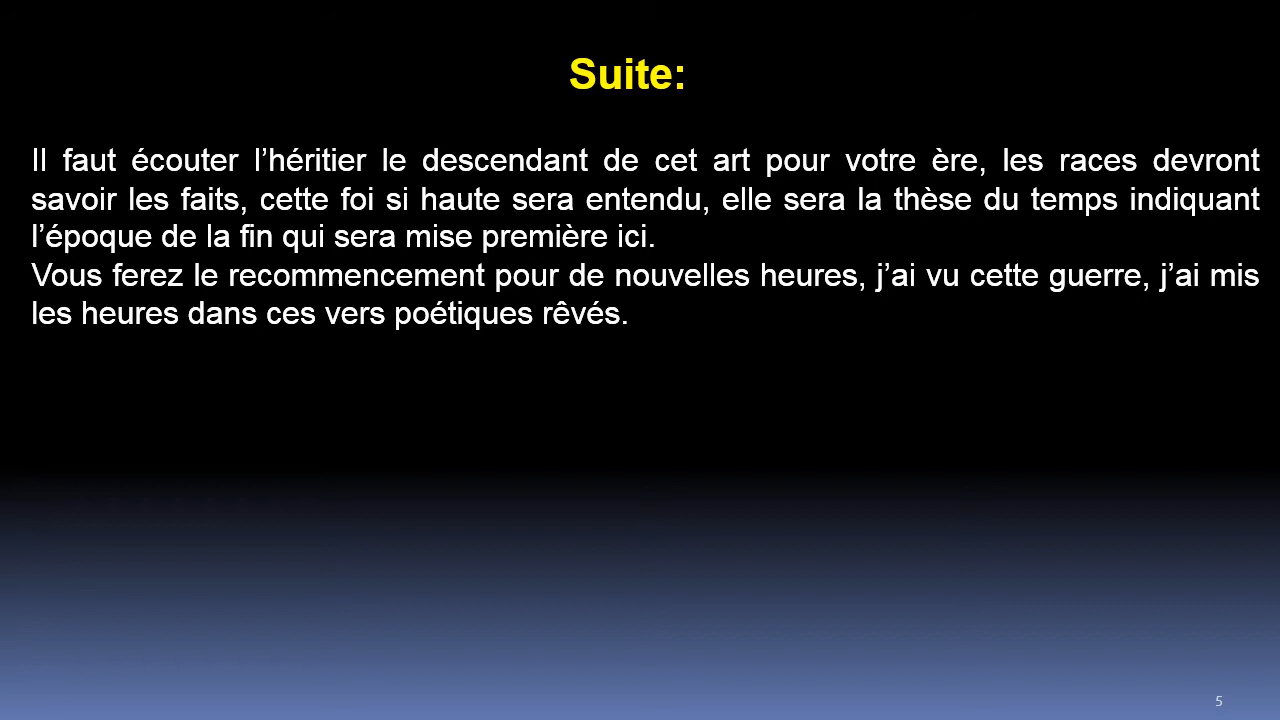 Suite:
Il faut écouter l’héritier le descendant de cet art pour votre ère, les races devront
savoir les faits, cette foi si haute sera entendu, elle sera la thèse du temps indiquant
l’époque de la fin qui sera mise première ici.
Vous ferez le recommencement pour de nouvelles heures, j’ai vu cette guerre, j’ai mis
les heures dans ces vers poétiques rêvés.
5